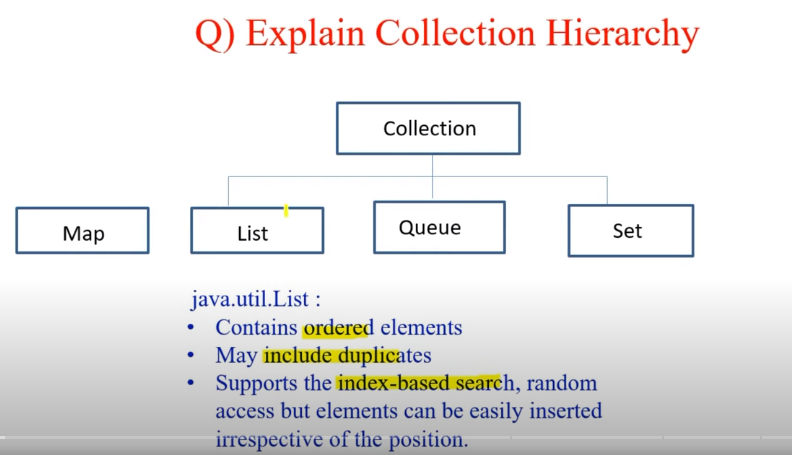 Q) Explain Collection Hierarchy
Collection
Map
List
Queue
Set
java.util.List :
• Contains ordered elements
• May include duplicates
• Supports the index-based search, random
access but elements can be easily inserted
irrespective of the position.